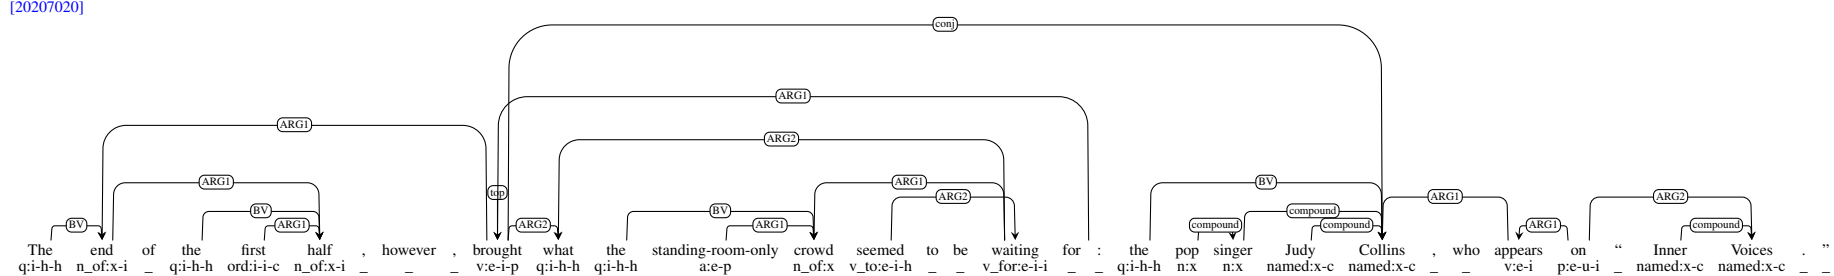 [20207020]
conj
ARG1
ARG1 ARG2
top
ARG1 ARG1 BV ARG1 ARG2
ARG2
BV BV compound
BV ARG1 ARG2 ARG1 compound compound ARG1 compound
The end of the first half , however , brought what the standing-room-only crowd seemed to be waiting for : the pop singer Judy Collins , who appears on “ Inner Voices . ”
q:i-h-h n_of:x-i _ q:i-h-h ord:i-i-c n_of:x-i _ _ _ v:e-i-p q:i-h-h q:i-h-h a:e-p n_of:x v_to:e-i-h _ _ v_for:e-i-i _ _ q:i-h-h n:x n:x named:x-c named:x-c _ _ v:e-i p:e-u-i _ named:x-c named:x-c _ _